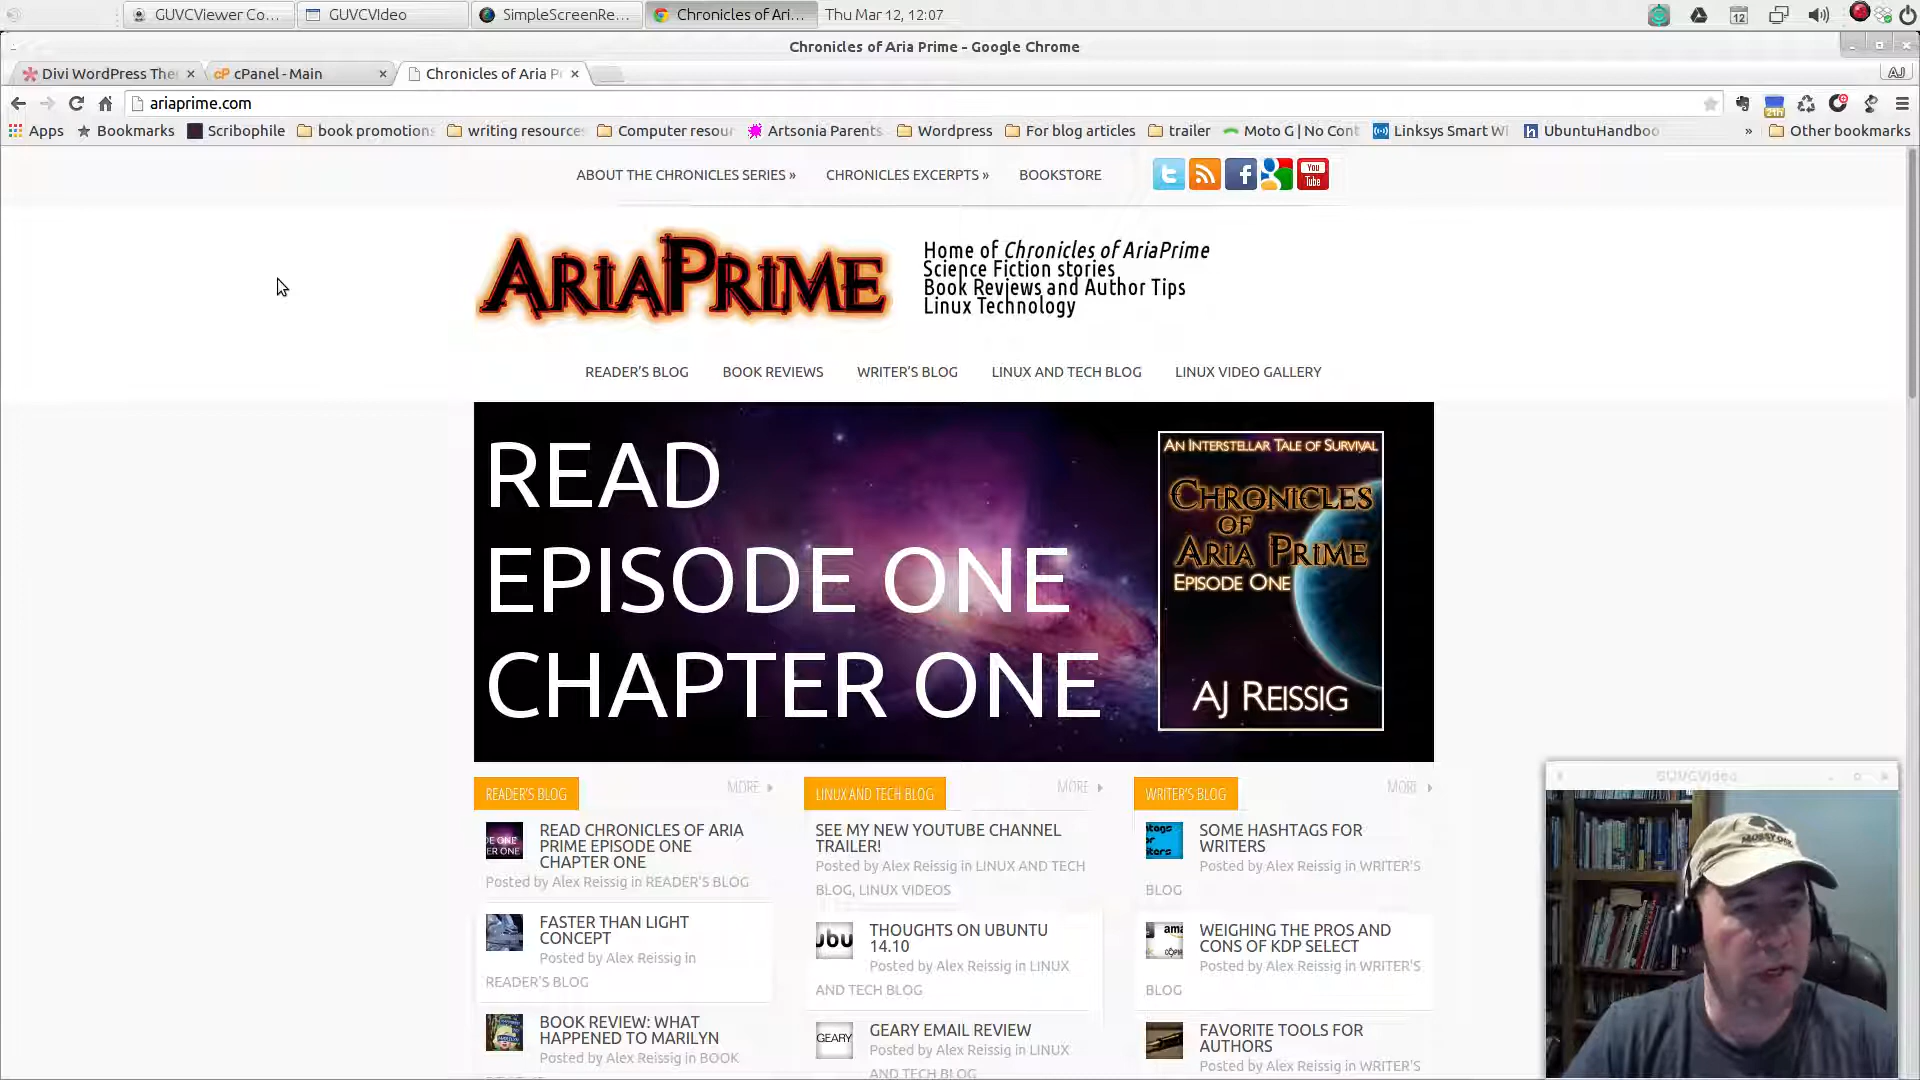 GUVCViewer Co...
GUVCVIdeo
SimpleScreenRe...
Chronicles of Ari...
Thu Mar 12, 12:07
12
Chronicles of Aria Prime - Google Chrome
Divi WordPress The
cP cPanel - Main
Chronicles of Aria P
AJ
ariaprime.com
Apps
Bookmarks
Scribophile
book promotions
writing resources
Computer resou
Artsonia Parents
Wordpress
For blog articles
trailer
Moto G | No Cont
Linksys Smart Wi
UbuntuHandboo
»
Other bookmarks
ABOUT THE CHRONICLES SERIES »
CHRONICLES EXCERPTS »
BOOKSTORE
You Tube
ARIAPRIME
Home of Chronicles of AriaPrime
Science Fiction stories
Book Reviews and Author Tips
Linux Technology
READER'S BLOG
BOOK REVIEWS
WRITER'S BLOG
LINUX AND TECH BLOG
LINUX VIDEO GALLERY
READ
EPISODE ONE
CHAPTER ONE
AN INTERSTELLAR TALE OF SURVIVAL
CHRONICLES
OF
ARIA PRIME
EPISODE ONE
AJ REISSIG
READER'S BLOG
MORE
READ CHRONICLES OF ARIA
PRIME EPISODE ONE
CHAPTER ONE
Posted by Alex Reissig in READER'S BLOG
FASTER THAN LIGHT
CONCEPT
Posted by Alex Reissig in
READER'S BLOG
BOOK REVIEW: WHAT
HAPPENED TO MARILYN
Posted by Alex Reissig in BOOK
LINUX AND TECH BLOG
MORE
SEE MY NEW YOUTUBE CHANNEL
TRAILER!
Posted by Alex Reissig in LINUX AND TECH
BLOG, LINUX VIDEOS
THOUGHTS ON UBUNTU
14.10
Posted by Alex Reissig in LINUX
AND TECH BLOG
GEARY
GEARY EMAIL REVIEW
Posted by Alex Reissig in LINUX
AND TECH BLOG
WRITER'S BLOG
MORE
SOME HASHTAGS FOR
WRITERS
Posted by Alex Reissig in WRITER'S
BLOG
WEIGHING THE PROS AND
CONS OF KDP SELECT
Posted by Alex Reissig in WRITER'S
BLOG
FAVORITE TOOLS FOR
AUTHORS
Posted by Alex Reissig in WRITER'S
GUVCVideo